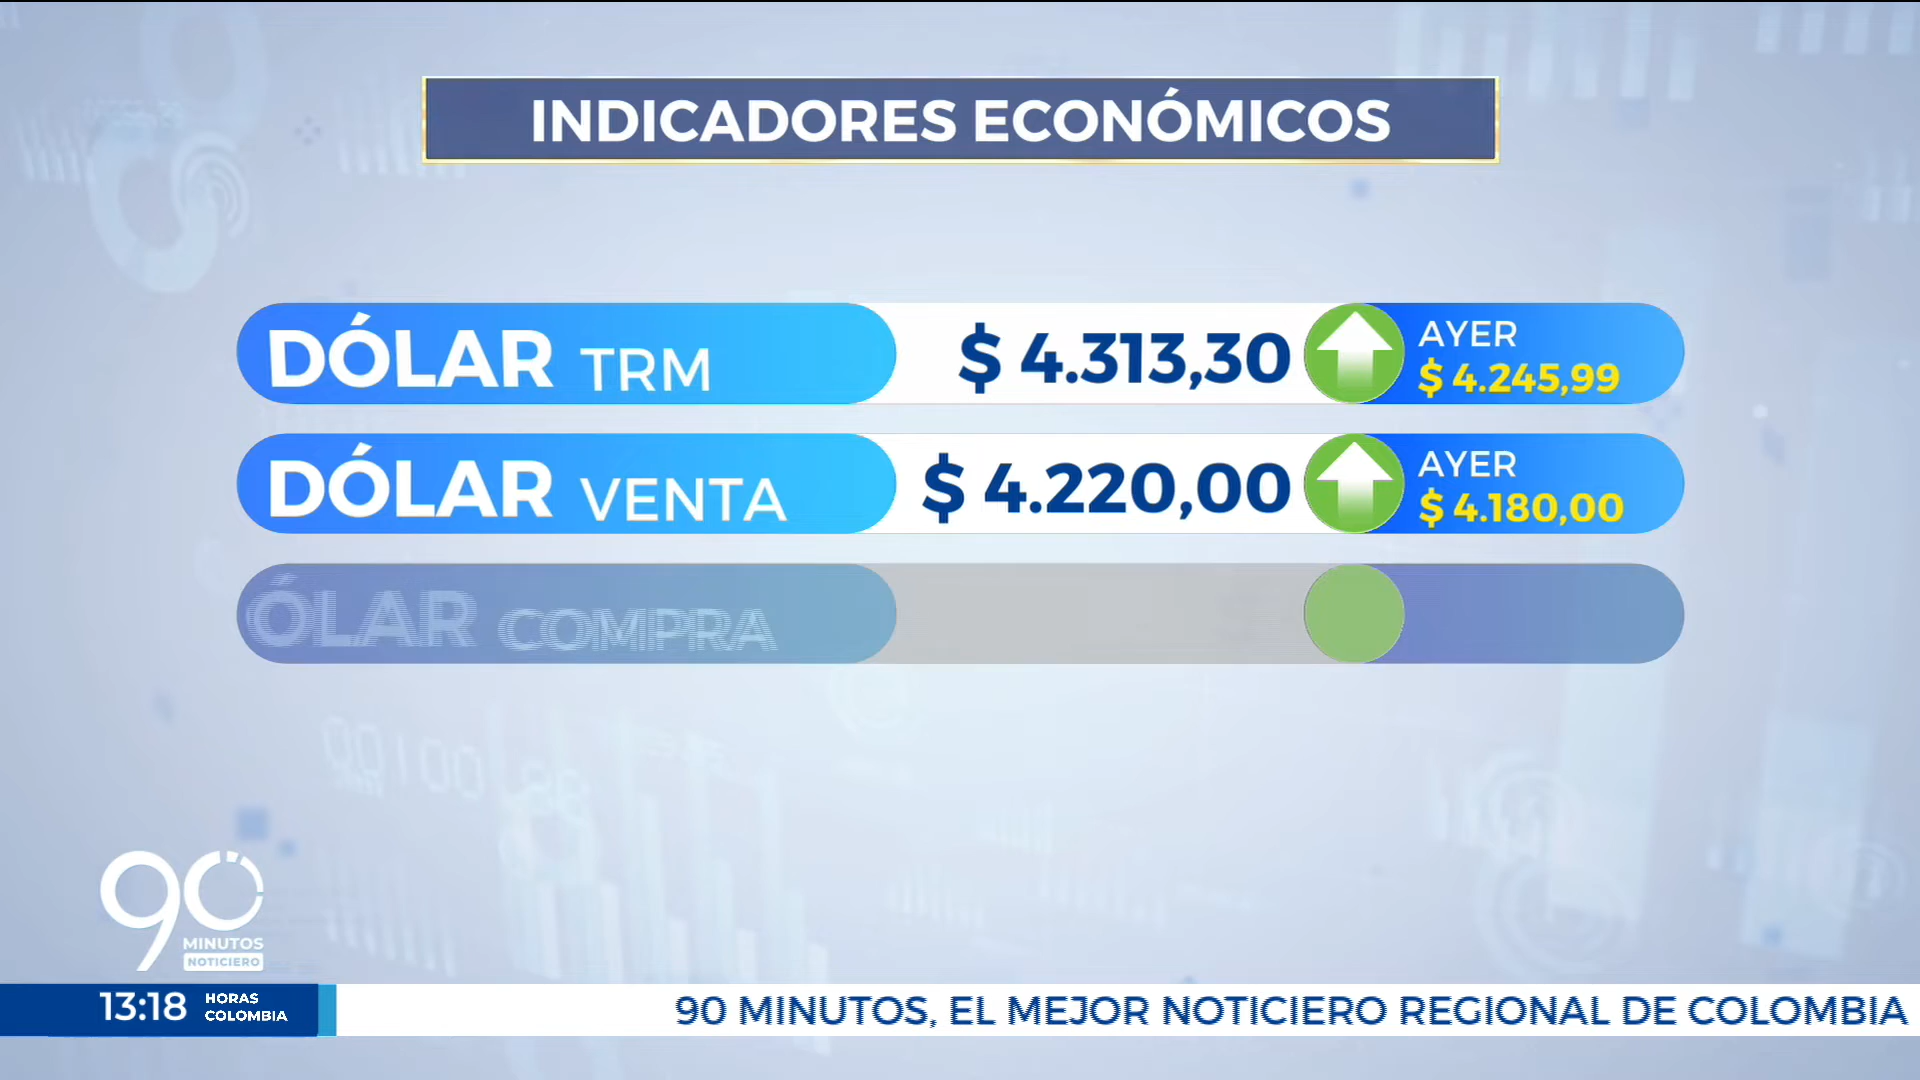 INDICADORES ECONÓMICOS
DÓLAR TRM $ 4.313,30 AYER
$ 4.245,99
DÓLAR VENTA $ 4.220,00 AYER
$ 4.180,00
ÓLAR COMPRA
90
MINUTOS
NOTICIERO
13:18 HORAS
COLOMBIA
90 MINUTOS, EL MEJOR NOTICIERO REGIONAL DE COLOMBIA